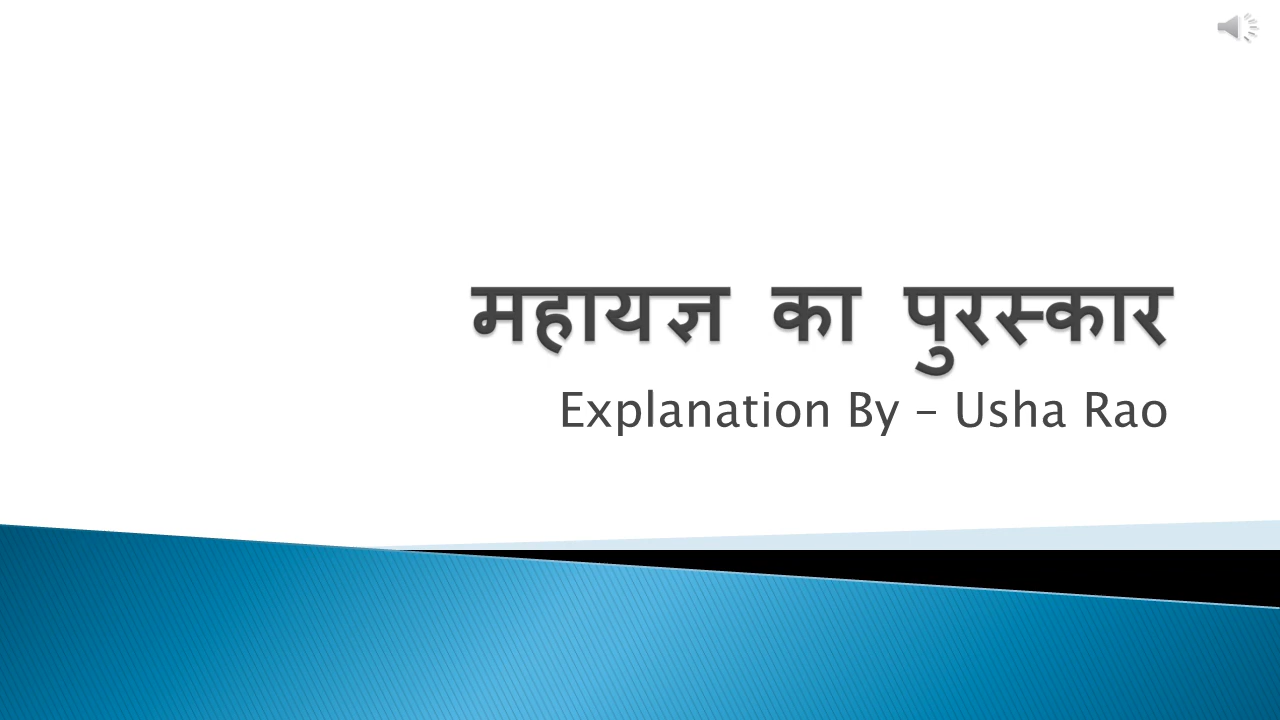 महायज्ञ का पुरस्कार
Explanation By – Usha Rao